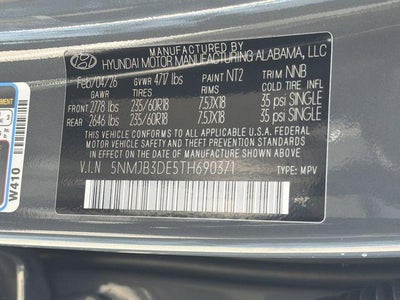 HYUNDAI MOTOR MANUFACTURING ALABAMA, LLC
Feb/04/26 GVWR 4717 lbs PAINT NT2 TRIM NNB
GAWR TIRES RIMS COLD TIRE INFL
FRONT 2778 lbs 235/60R18 7.5JX18 35 psi SINGLE
REAR 2646 lbs 235/60R18 7.5JX18 35 psi SINGLE
THIS VEHICLE CONFORMS TO ALL APPLICABLE U.S.FEDERAL
MOTOR VEHICLE SAFETY, BUMPER, AND THEFT PREVENTION
STANDARDS IN EFFECT ON THE DATE OF MANUFACTURE SHOWN ABOVE.
V.I.N 5NMJB3DE5TH690371 TYPE: MPV
W410